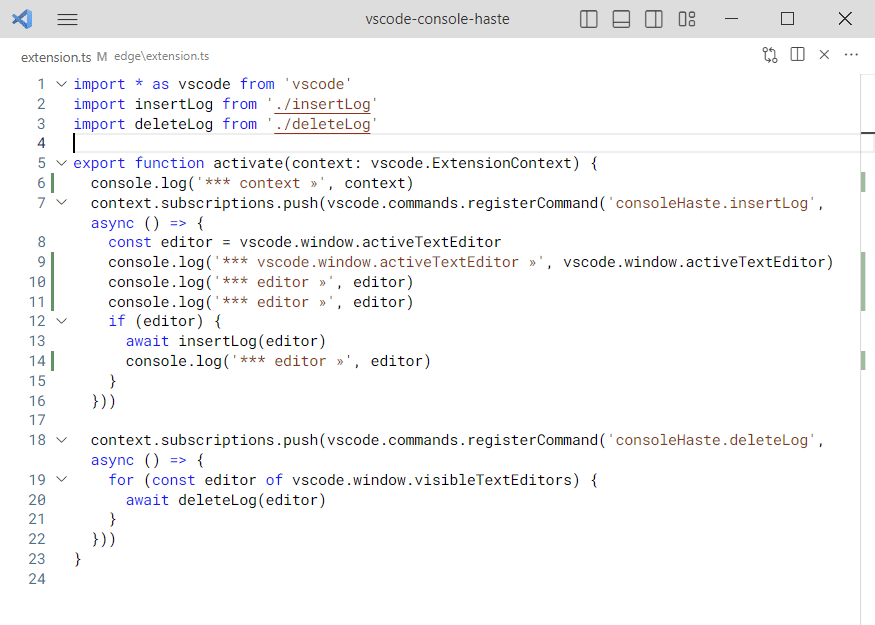 vscode-console-haste
extension.ts M edge\extension.ts
1 import * as vscode from 'vscode'
2 import insertLog from './insertLog'
3 import deleteLog from './deleteLog'
4
5 export function activate(context: vscode.ExtensionContext) {
6 console.log('*** context »', context)
7 context.subscriptions.push(vscode.commands.registerCommand('consoleHaste.insertLog',
async () => {
8 const editor = vscode.window.activeTextEditor
9 console.log('*** vscode.window.activeTextEditor »', vscode.window.activeTextEditor)
10 console.log('*** editor »', editor)
11 console.log('*** editor »', editor)
12 if (editor) {
13 await insertLog(editor)
14 console.log('*** editor »', editor)
15 }
16 }))
17
18 context.subscriptions.push(vscode.commands.registerCommand('consoleHaste.deleteLog',
async () => {
19 for (const editor of vscode.window.visibleTextEditors) {
20 await deleteLog(editor)
21 }
22 }))
23 }
24